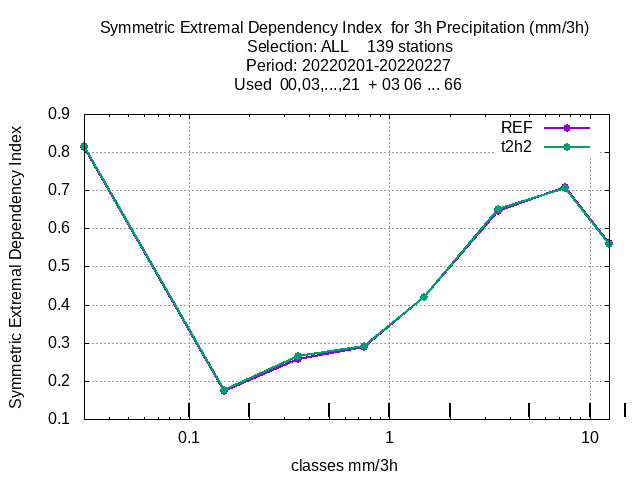 Symmetric Extremal Dependency Index  for 3h Precipitation (mm/3h)
Selection: ALL    139 stations
Period: 20220201-20220227
Used  00,03,...,21  + 03 06 ... 66
REF
t2h2
Symmetric Extremal Dependency Index
0.9
0.8
0.7
0.6
0.5
0.4
0.3
0.2
0.1
0.1 1 10
classes mm/3h